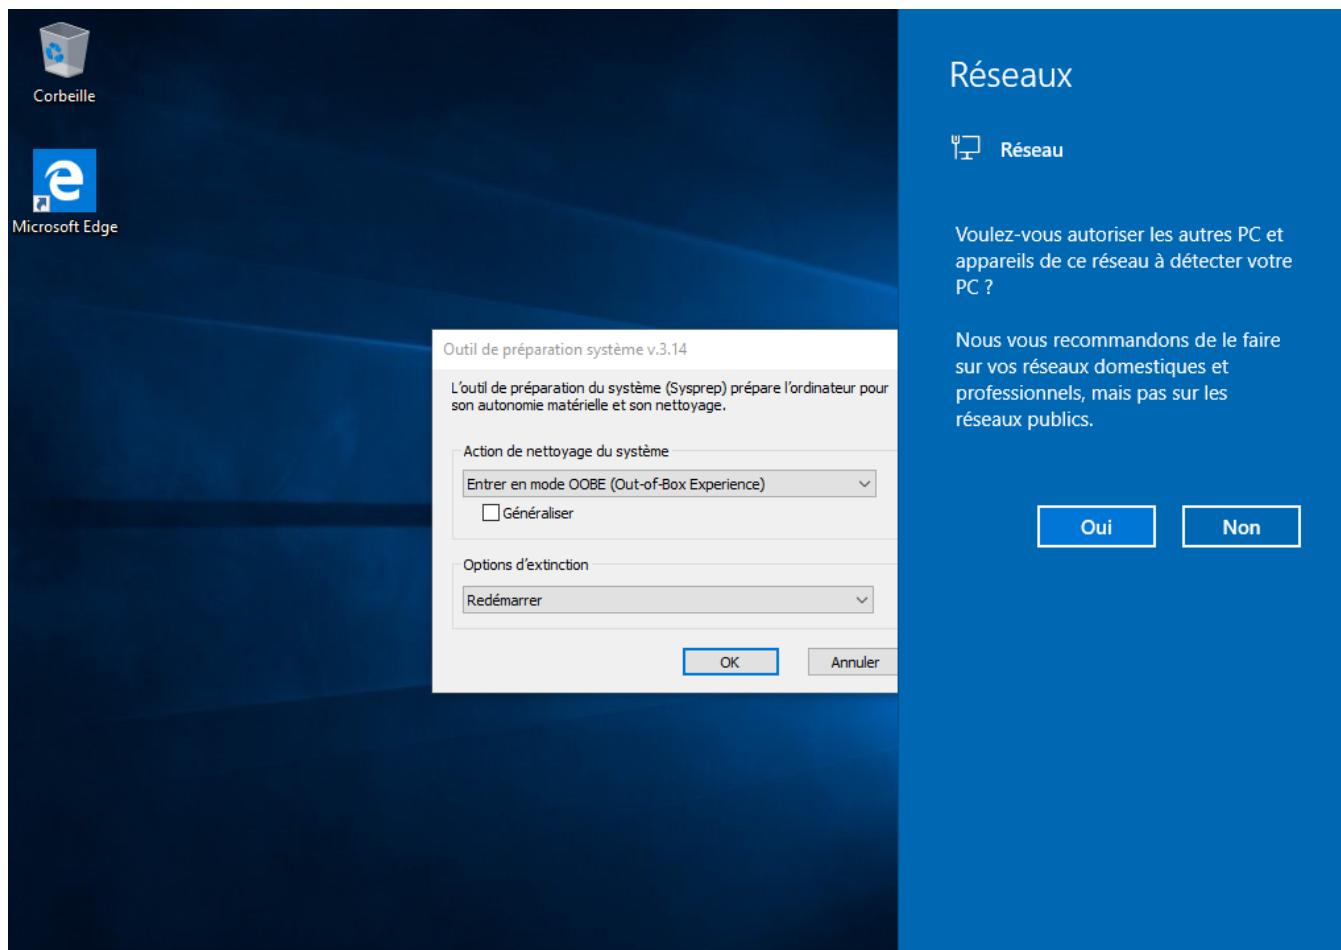 Corbeille
Microsoft Edge
Outil de préparation système v.3.14
L'outil de préparation du système (Sysprep) prépare l'ordinateur pour
son autonomie matérielle et son nettoyage.
Action de nettoyage du système
Entrer en mode OOBE (Out-of-Box Experience)
Généraliser
Options d'extinction
Redémarrer
OK
Annuler
Réseaux
Réseau
Voulez-vous autoriser les autres PC et
appareils de ce réseau à détecter votre
PC ?
Nous vous recommandons de le faire
sur vos réseaux domestiques et
professionnels, mais pas sur les
réseaux publics.
Oui
Non